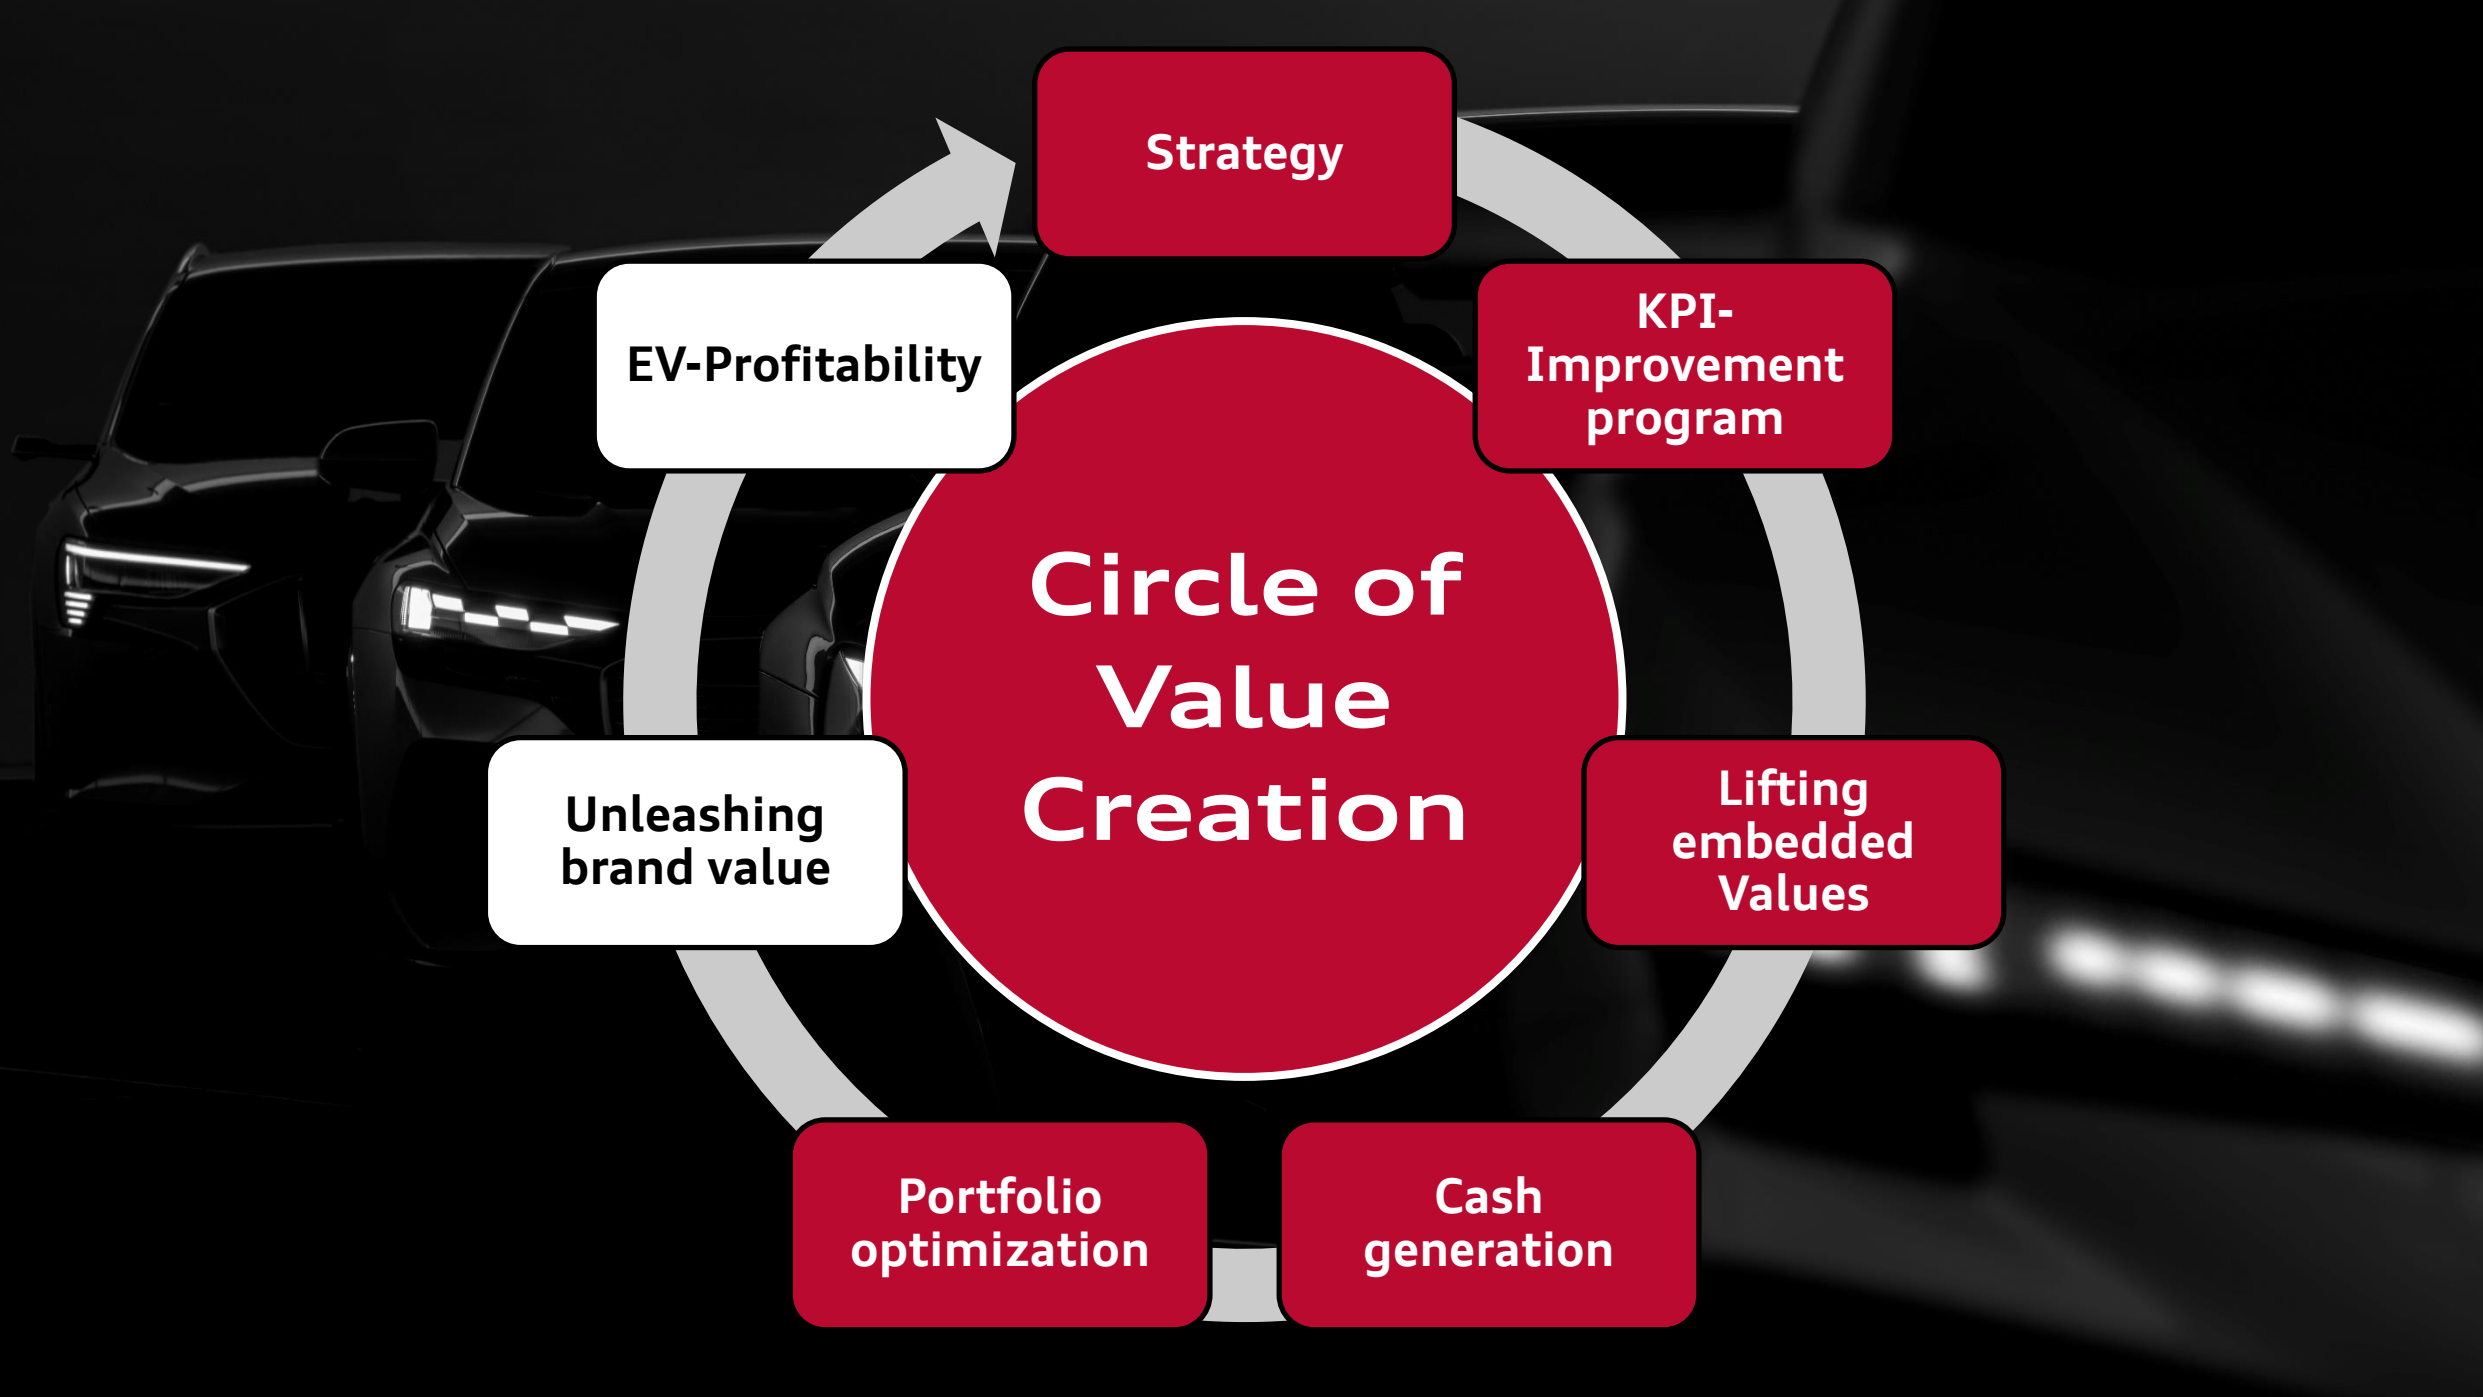 Strategy
KPI-
Improvement
program
Lifting
embedded
Values
Cash
generation
Portfolio
optimization
Unleashing
brand value
EV-Profitability
Circle of
Value
Creation